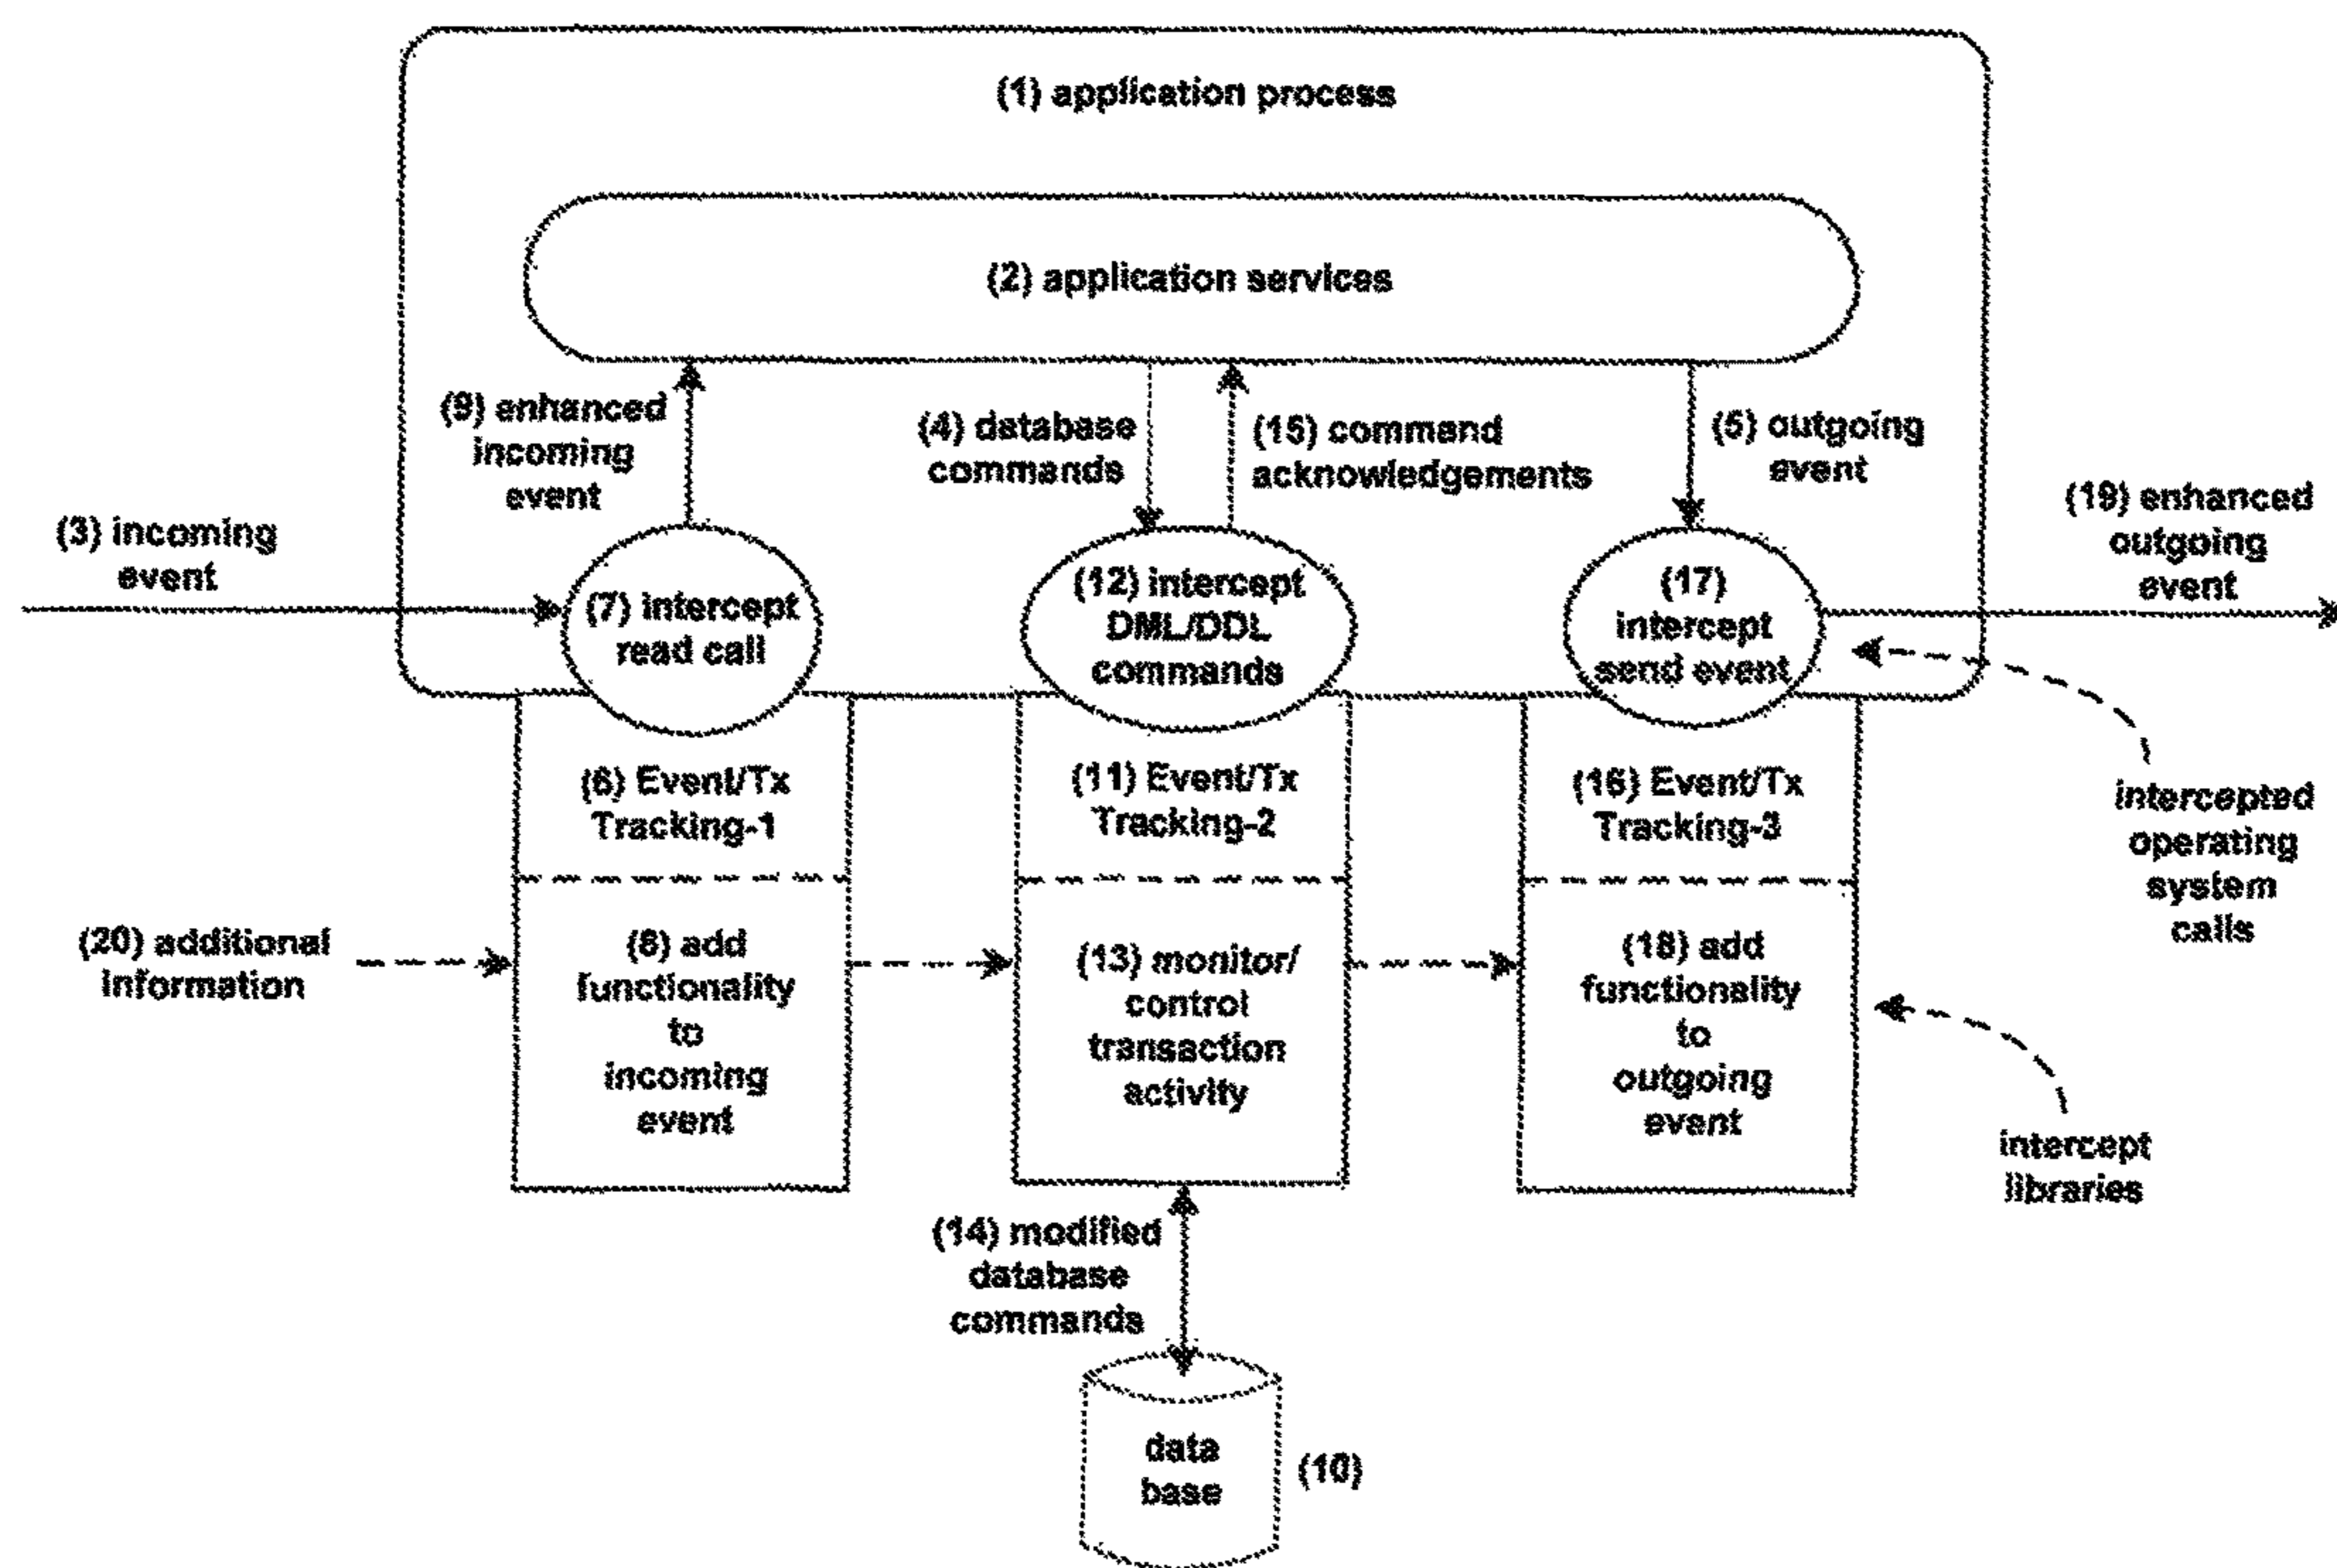 (1) application process
(2) application services
(9) enhanced
incoming
event
(4) database
commands
(15) command
acknowledgements
(5) outgoing
event
(3) incoming
event
(19) enhanced
outgoing
event
(7) intercept
read call
(12) intercept
DML/DDL
commands
(17)
intercept
send event
(6) Event/Tx
Tracking-1
(11) Event/Tx
Tracking-2
(16) Event/Tx
Tracking-3
intercepted
operating
system
calls
(20) additional
information
(8) add
functionality
to
incoming
event
(13) monitor/
control
transaction
activity
(18) add
functionality
to
outgoing
event
intercept
libraries
(14) modified
database
commands
data
base
(10)